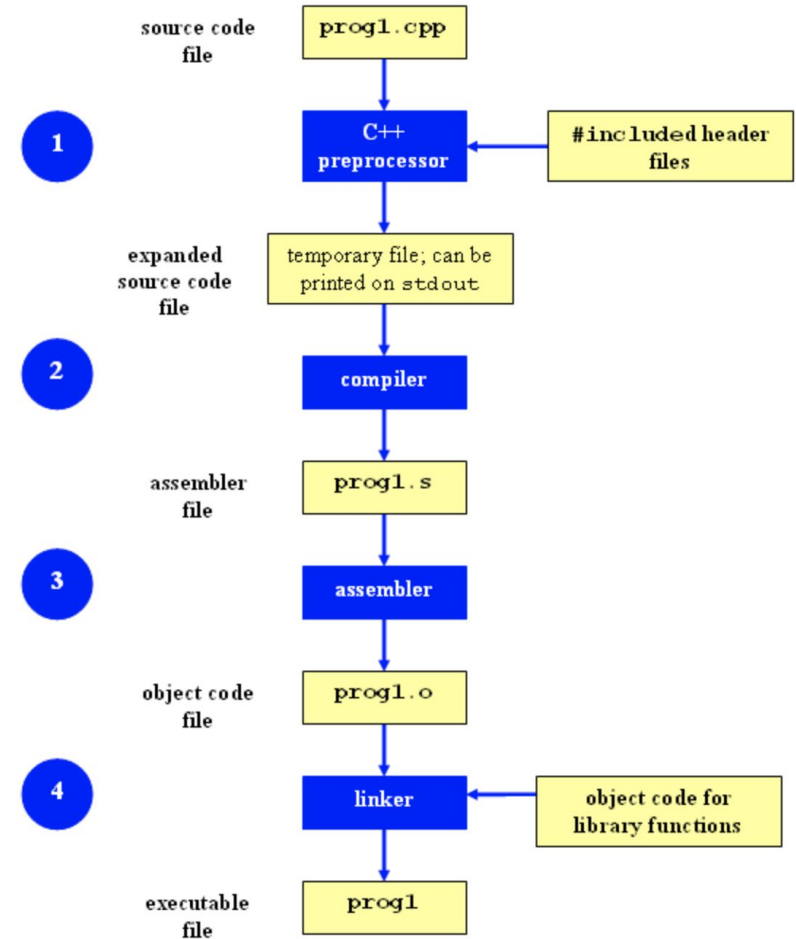 source code
file
prog1.cpp
1
C++
preprocessor
#included header
files
expanded
source code
file
temporary file; can be
printed on stdout
2
compiler
assembler
file
prog1.s
3
assembler
object code
file
prog1.o
4
linker
object code for
library functions
executable
file
prog1